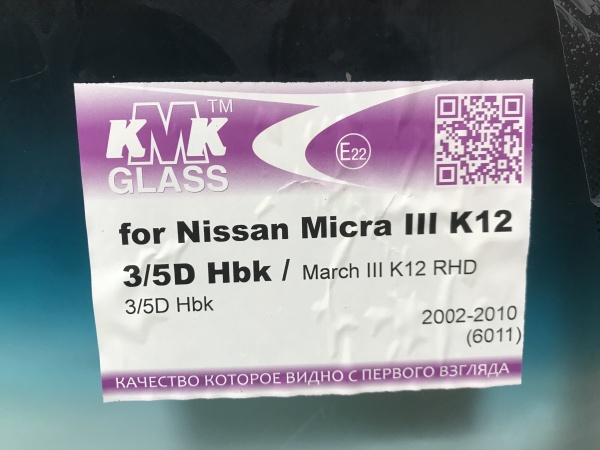 KMK™
GLASS
E22
for Nissan Micra III K12
3/5D Hbk / March III K12 RHD
3/5D Hbk
2002-2010
(6011)
КАЧЕСТВО КОТОРОЕ ВИДНО С ПЕРВОГО ВЗГЛЯДА